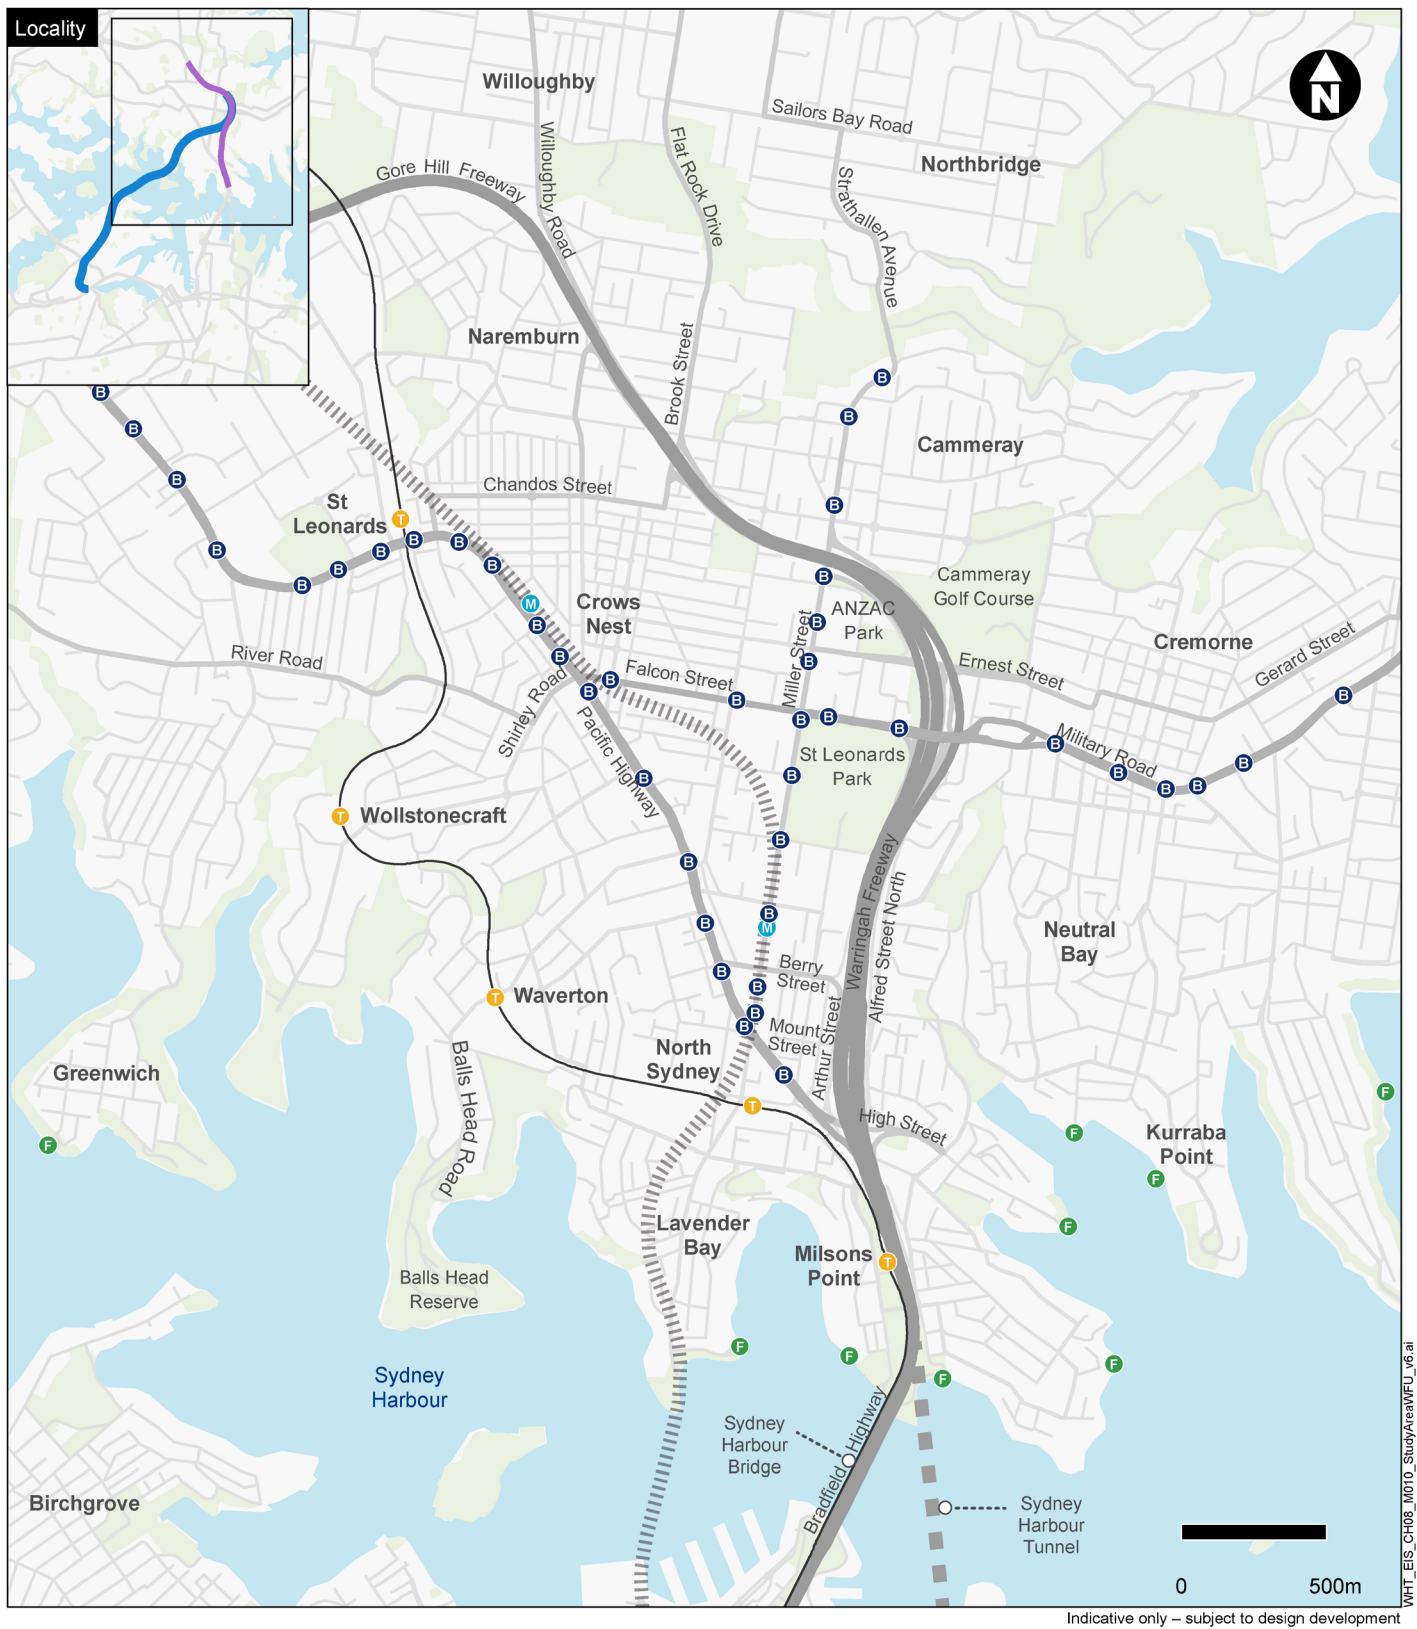 Locality
N
Willoughby
Sailors Bay Road
Northbridge
Gore Hill Freeway
Willoughby Road
Flat Rock Drive
Strathallen Avenue
Naremburn
Brook Street
B
B
B
B
B
Cammeray
B
Chandos Street
St
Leonards
T
B
B
B
B
B
B
B
B
B
Cammeray
Golf Course
M
Crows
Nest
B
ANZAC
Park
B
Miller Street
Cremorne
Gerard Street
River Road
B
B
Ernest Street
Shirley Road
Falcon Street
B
B
B
B
B
B
B
B
Pacific Highway
Military Road
B
St Leonards
Park
B
B
B
B
B
B
T
Wollstonecraft
B
B
Warringah Freeway
Alfred Street North
B
B
M
Neutral
Bay
Berry
Street
B
B
T
Waverton
B
B
Mount
Street
Arthur Street
North
Sydney
Balls Head Road
Greenwich
B
T
F
High Street
F
F
Kurraba
Point
F
F
Lavender
Bay
Milsons
Point
T
Balls Head
Reserve
F
F
F
F
Sydney
Harbour
Bradfield Highway
Sydney
Harbour
Bridge
Birchgrove
Sydney
Harbour
Tunnel
0 500m
WHT_EIS_CH08_M010_StudyAreaWFU_v6.ai
Indicative only – subject to design development